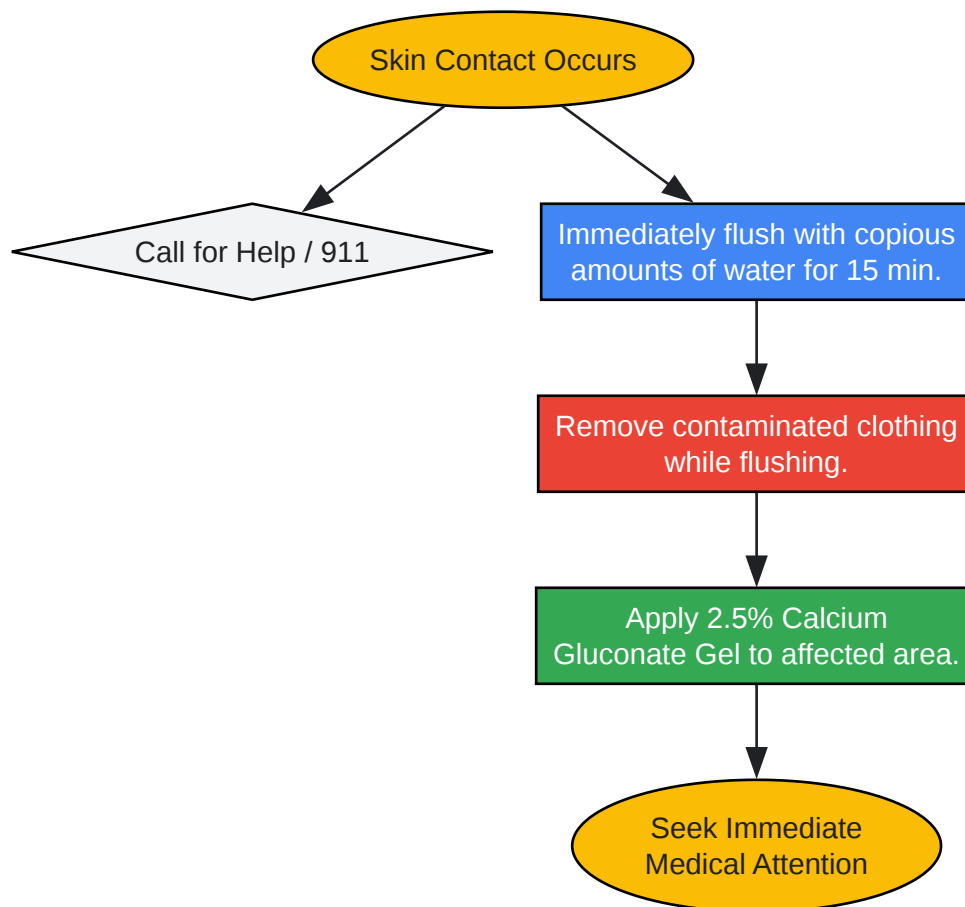 Skin Contact Occurs
Call for Help / 911
Immediately flush with copious
amounts of water for 15 min.
Remove contaminated clothing
while flushing.
Apply 2.5% Calcium
Gluconate Gel to affected area.
Seek Immediate
Medical Attention